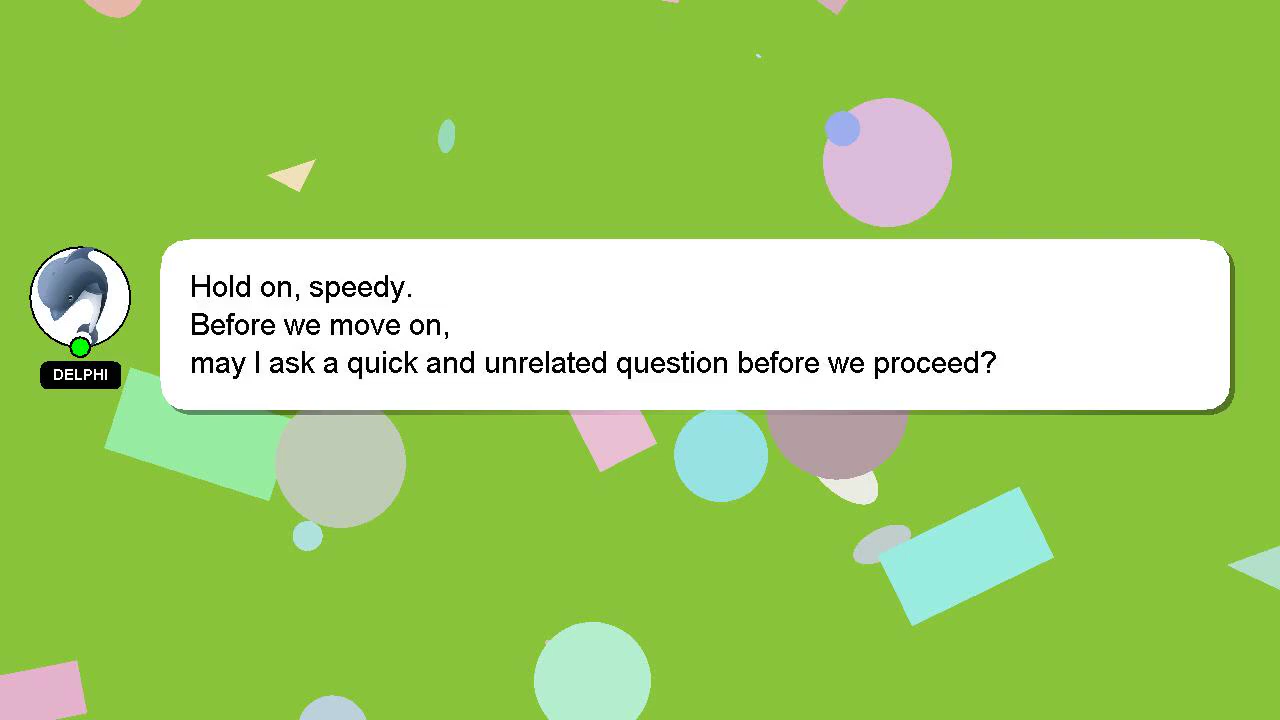 Hold on, speedy.
Before we move on,
may I ask a quick and unrelated question before we proceed?
DELPHI